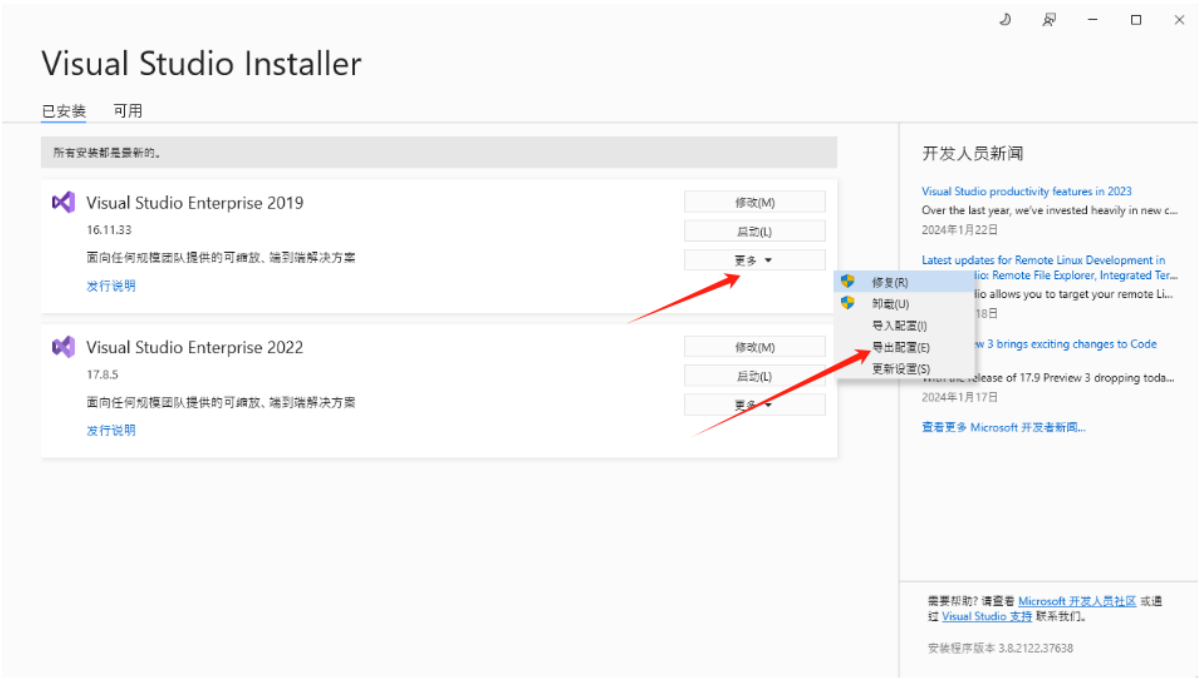 Visual Studio Installer
已安装 可用
所有安装都是最新的。
Visual Studio Enterprise 2019
16.11.33
面向任何规模团队提供的可缩放、端到端解决方案
发行说明
修改(M)
启动(L)
更多
修复(R)
卸载(U)
导入配置(I)
导出配置(E)
更新设置(S)
Visual Studio Enterprise 2022
17.8.5
面向任何规模团队提供的可缩放、端到端解决方案
发行说明
修改(M)
启动(L)
更多
开发人员新闻
Visual Studio productivity features in 2023
Over the last year, we've invested heavily in new c...
2024年1月22日
Latest updates for Remote Linux Development in
io: Remote File Explorer, Integrated Ter...
io allows you to target your remote Li...
18日
w 3 brings exciting changes to Code
With the release of 17.9 Preview 3 dropping toda...
2024年1月17日
查看更多 Microsoft 开发者新闻...
需要帮助? 请查看 Microsoft 开发人员社区 或通
过 Visual Studio 支持 联系我们。
安装程序版本 3.8.2122.37638